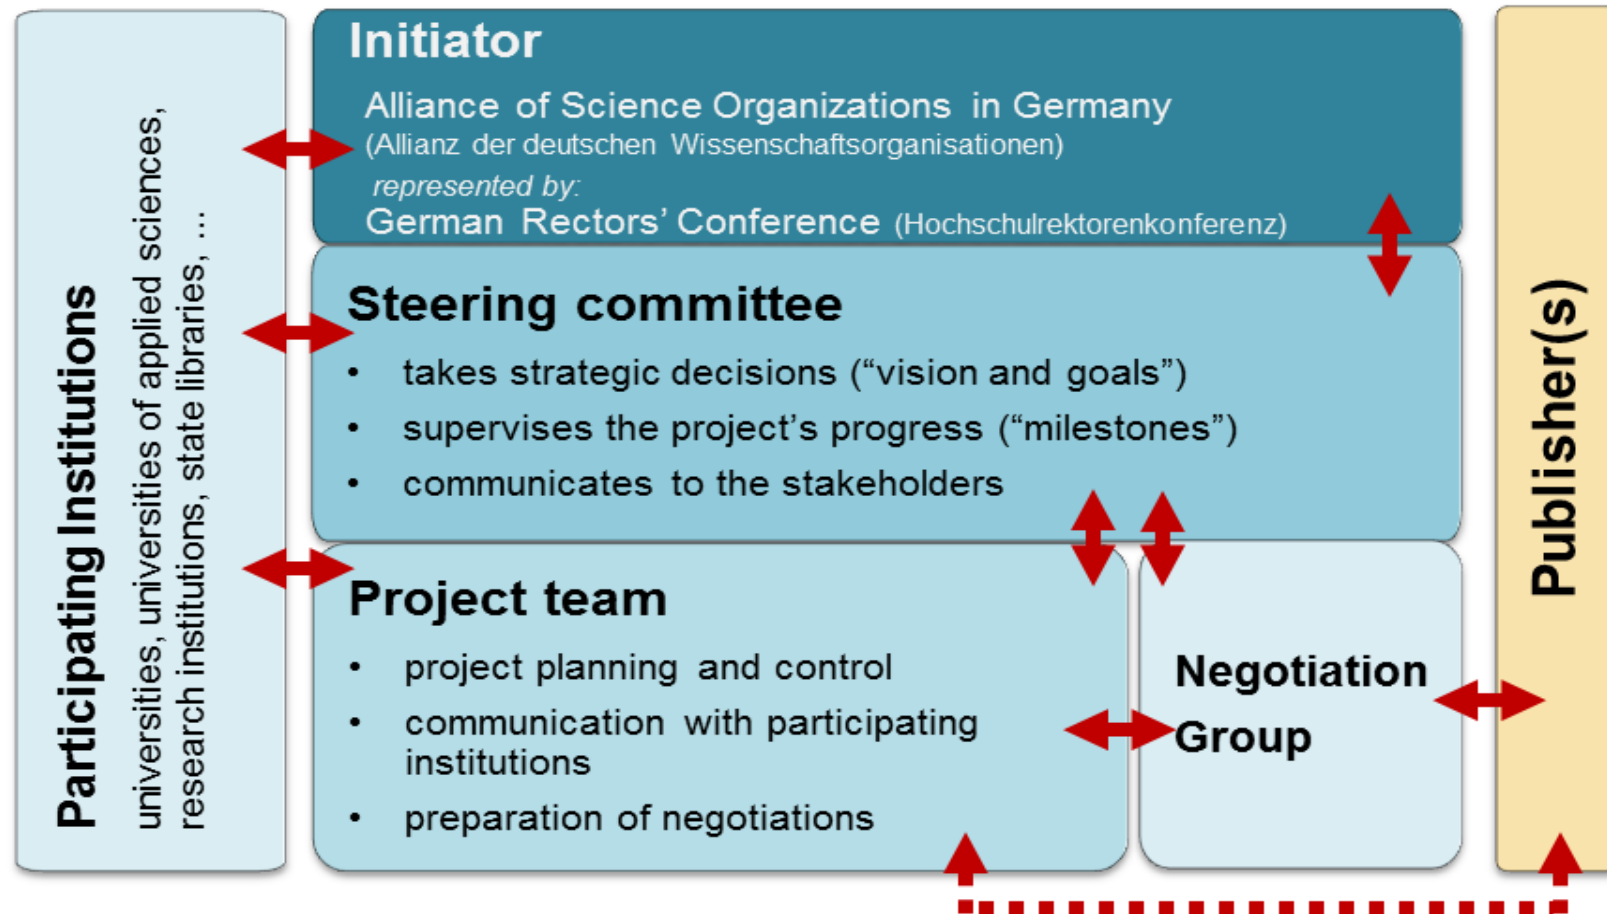 Participating Institutions
universities, universities of applied sciences,
research institutions, state libraries, ...
Initiator
Alliance of Science Organizations in Germany
(Allianz der deutschen Wissenschaftsorganisationen)
represented by:
German Rectors’ Conference (Hochschulrektorenkonferenz)
Steering committee
• takes strategic decisions (“vision and goals”)
• supervises the project’s progress (“milestones”)
• communicates to the stakeholders
Project team
• project planning and control
• communication with participating
institutions
• preparation of negotiations
Negotiation
Group
Publisher(s)